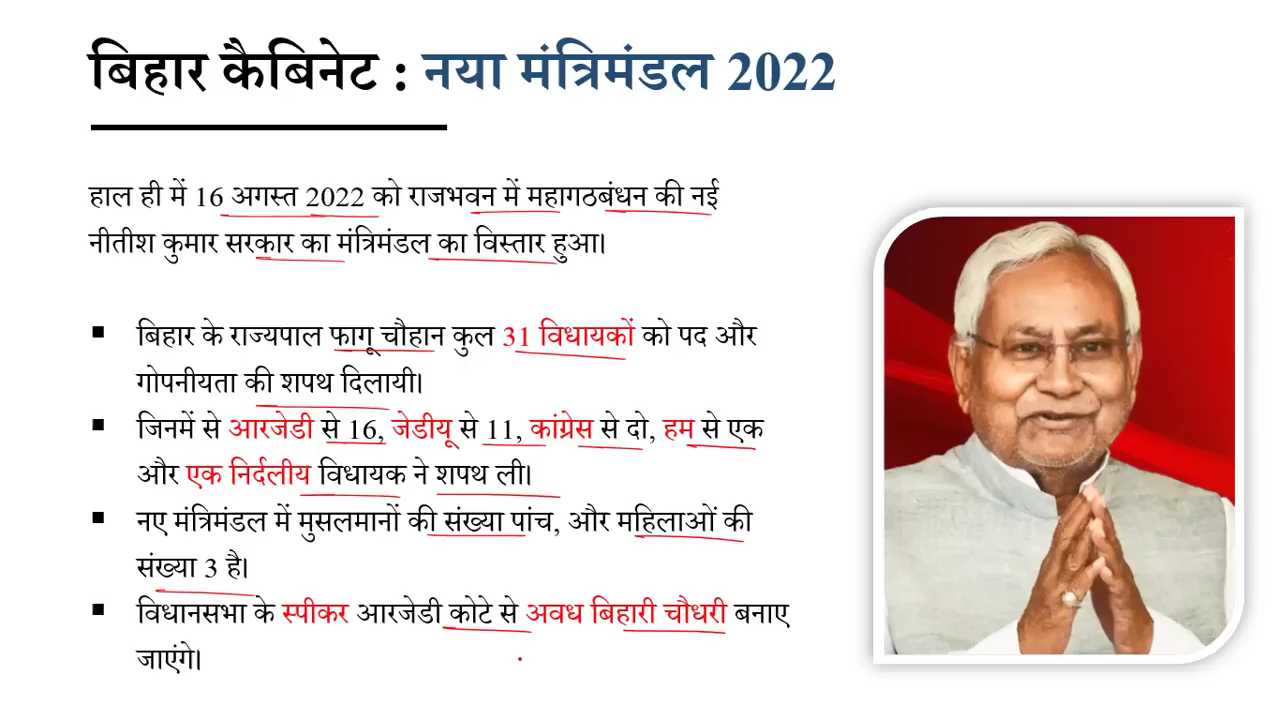 बिहार कैबिनेट : नया मंत्रिमंडल 2022
हाल ही में 16 अगस्त 2022 को राजभवन में महागठबंधन की नई
नीतीश कुमार सरकार का मंत्रिमंडल का विस्तार हुआ।
▪ बिहार के राज्यपाल फागू चौहान कुल 31 विधायकों को पद और
गोपनीयता की शपथ दिलायी।
▪ जिनमें से आरजेडी से 16, जेडीयू से 11, कांग्रेस से दो, हम से एक
और एक निर्दलीय विधायक ने शपथ ली।
▪ नए मंत्रिमंडल में मुसलमानों की संख्या पांच, और महिलाओं की
संख्या 3 है।
▪ विधानसभा के स्पीकर आरजेडी कोटे से अवध बिहारी चौधरी बनाए
जाएंगे।